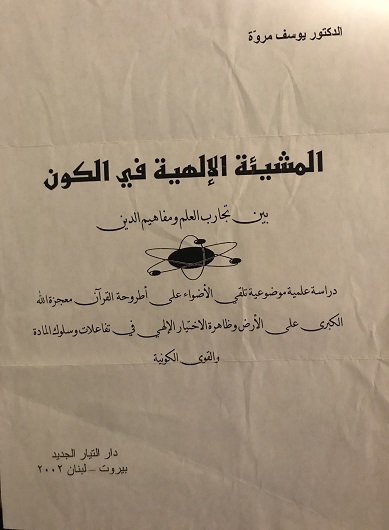 الدكتور يوسف مروّة
المشيئة الإلهية في الكون
بين تجارب العلم ومفاهيم الدين
دراسة علمية موضوعية تلقي الأضواء على أطروحة القرآن معجزة الله
الكبرى على الأرض وظاهرة الاختيار الإلهي في تفاعلات وسلوك المادة
والقوى الكونية
دار التيار الجديد
بيروت – لبنان ٢٠٠٢